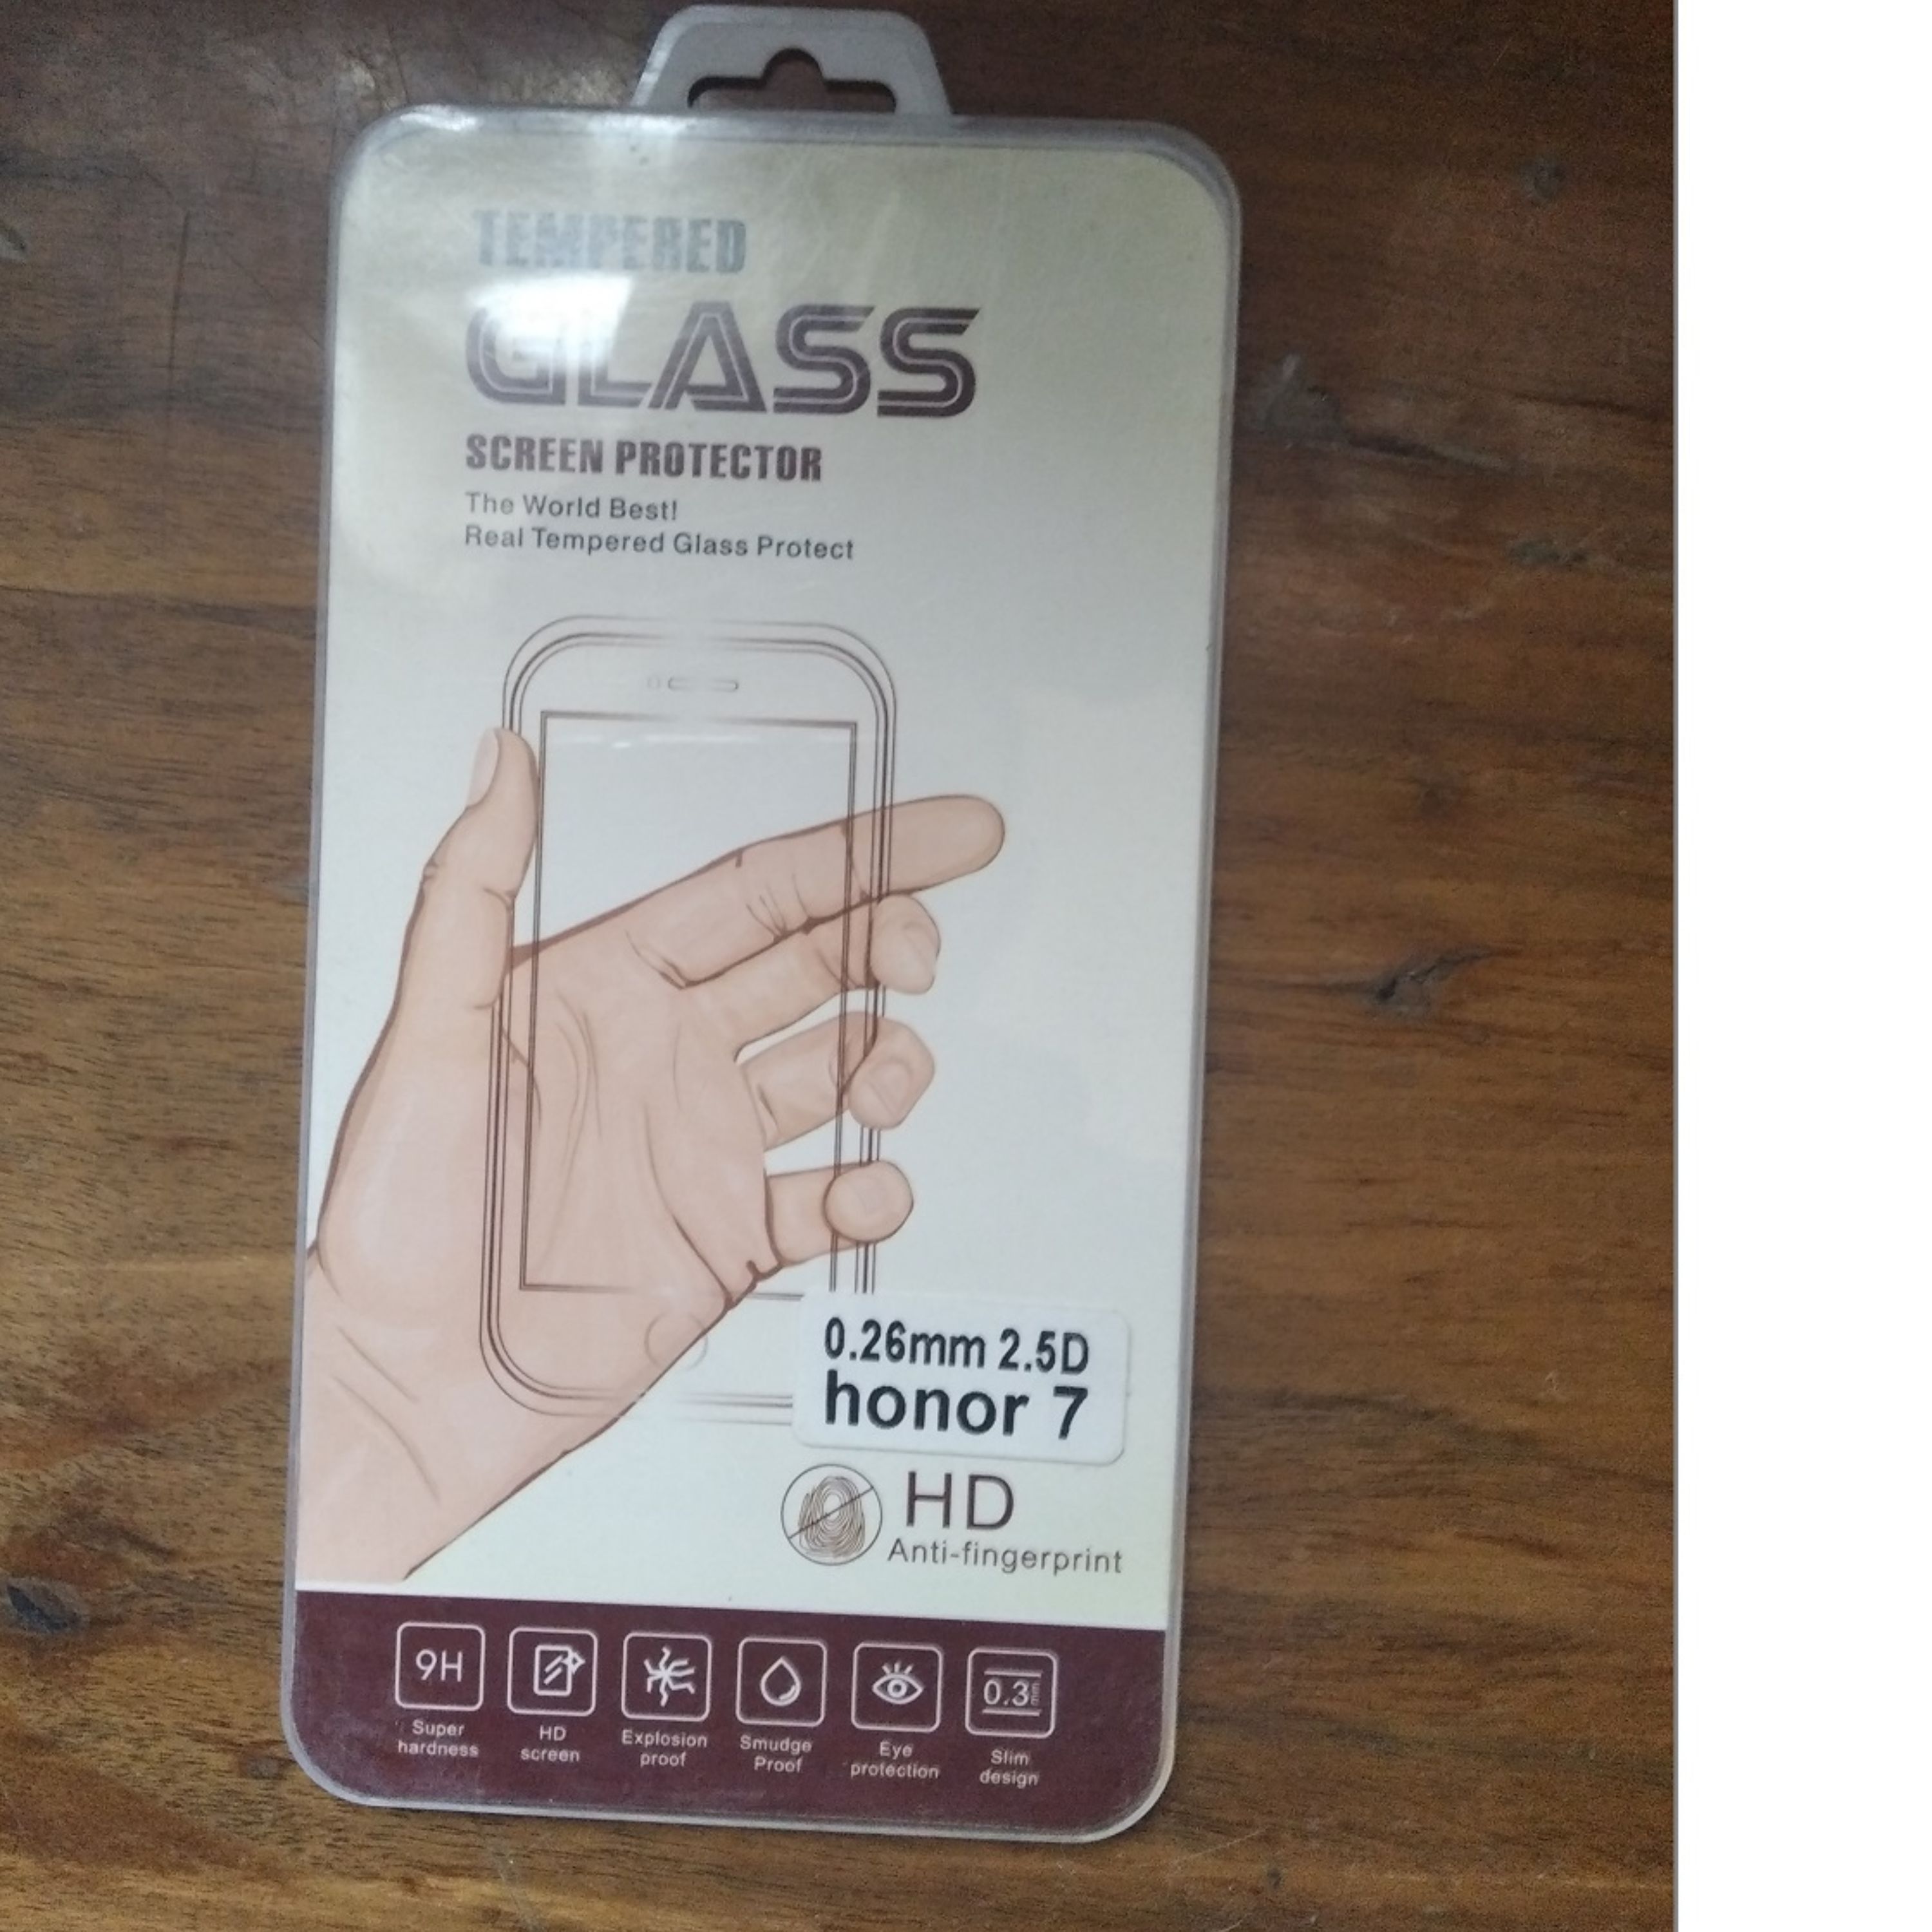 TEMPERED
GLASS
SCREEN PROTECTOR
The World Best!
Real Tempered Glass Protect
0.26mm 2.5D
honor 7
HD
Anti-fingerprint
9H
Super
hardness
HD
screen
Explosion
proof
Smudge
Proof
Eye
protection
0.3mm
Slim
design